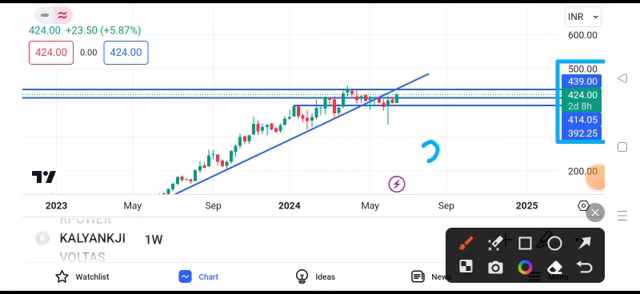 INR
424.00 +23.50 (+5.87%)
424.00 0.00 424.00
600.00
500.00
439.00
424.00
2d 8h
414.05
392.25
200.00
2023 May Sep 2024 May Sep 2025
RPOWER
KALYANKJI 1W
VOLTAS
Watchlist Chart Ideas News Menu